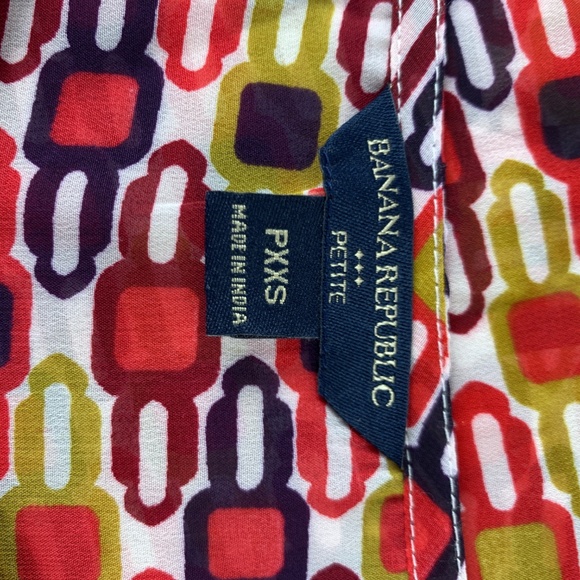 BANANA REPUBLIC
PETITE
PXXS
MADE IN INDIA